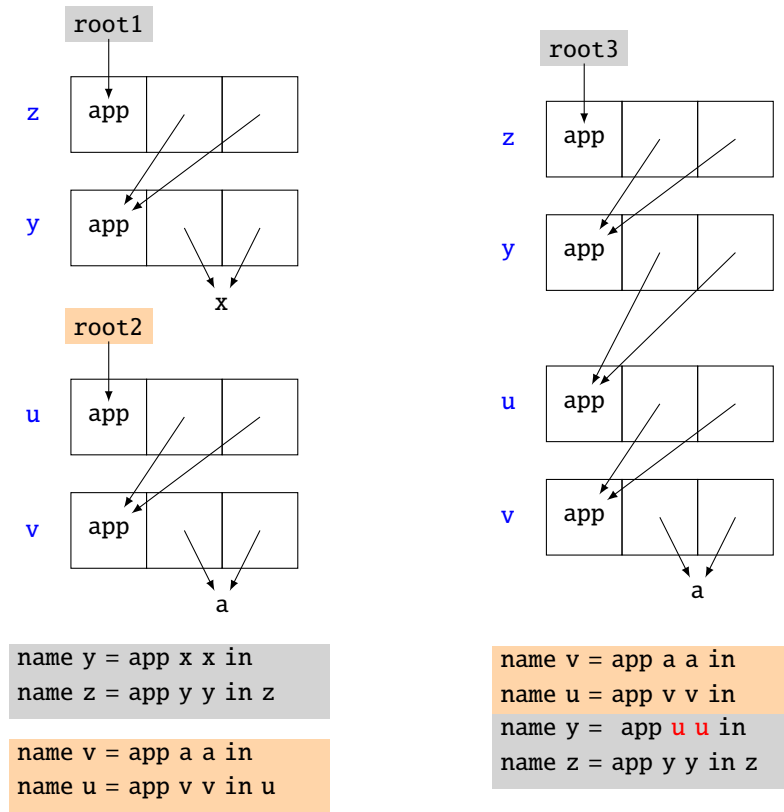 root1
z app
y app
x
root2
u app
v app
a
name y = app x x in
name z = app y y in z
name v = app a a in
name u = app v v in u
root3
z app
y app
u app
v app
a
name v = app a a in
name u = app v v in
name y = app u u in
name z = app y y in z